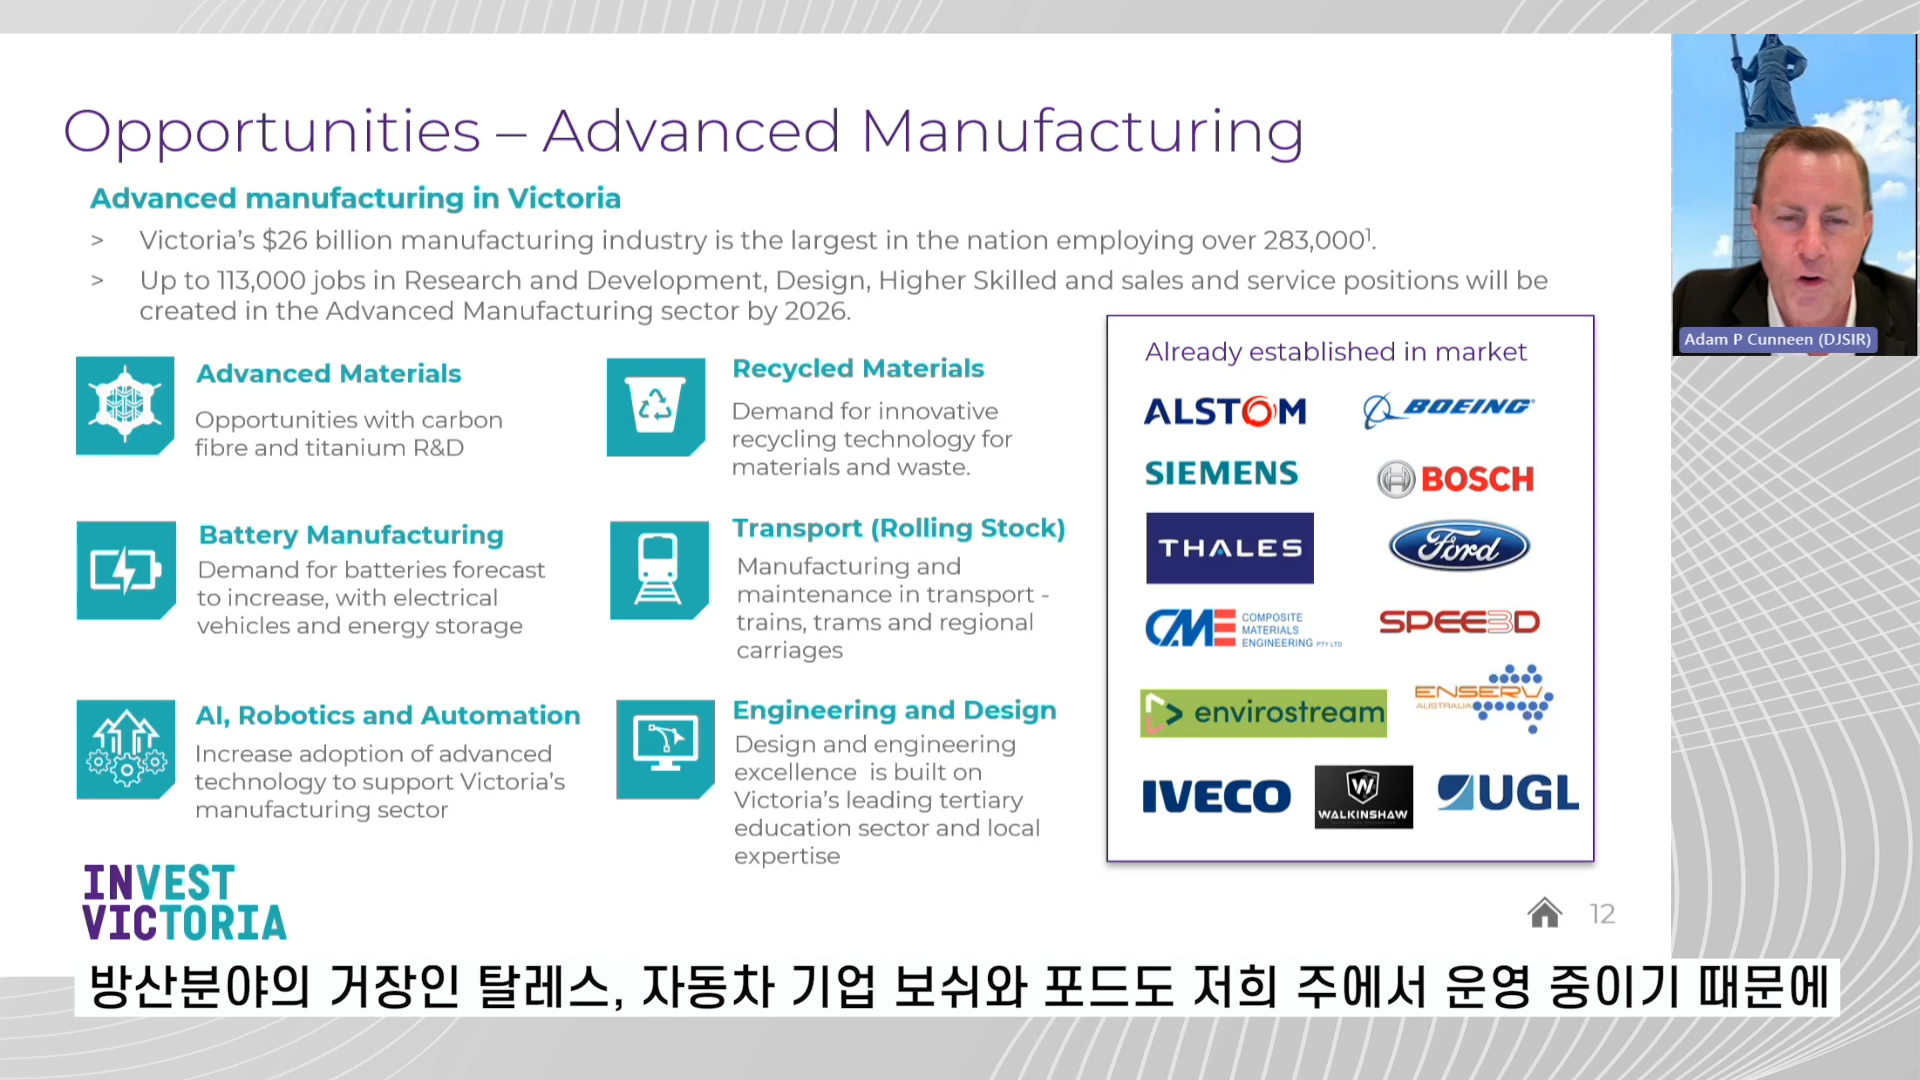 Opportunities – Advanced Manufacturing
Advanced manufacturing in Victoria
> Victoria's $26 billion manufacturing industry is the largest in the nation employing over 283,000¹.
> Up to 113,000 jobs in Research and Development, Design, Higher Skilled and sales and service positions will be
created in the Advanced Manufacturing sector by 2026.
Advanced Materials
Opportunities with carbon
fibre and titanium R&D
Recycled Materials
Demand for innovative
recycling technology for
materials and waste.
Battery Manufacturing
Demand for batteries forecast
to increase, with electrical
vehicles and energy storage
Transport (Rolling Stock)
Manufacturing and
maintenance in transport -
trains, trams and regional
carriages
AI, Robotics and Automation
Increase adoption of advanced
technology to support Victoria's
manufacturing sector
Engineering and Design
Design and engineering
excellence is built on
Victoria's leading tertiary
education sector and local
expertise
Already established in market
ALSTOM
BOEING
SIEMENS
BOSCH
THALES
Ford
CME COMPOSITE
MATERIALS
ENGINEERING PTY LTD
SPEE3D
envirostream
ENSERV
AUSTRALIA
IVECO
W
WALKINSHAW
UGL
INVEST
VICTORIA
12
Adam P Cunneen (DJSIR)
방산분야의 거장인 탈레스, 자동차 기업 보쉬와 포드도 저희 주에서 운영 중이기 때문에